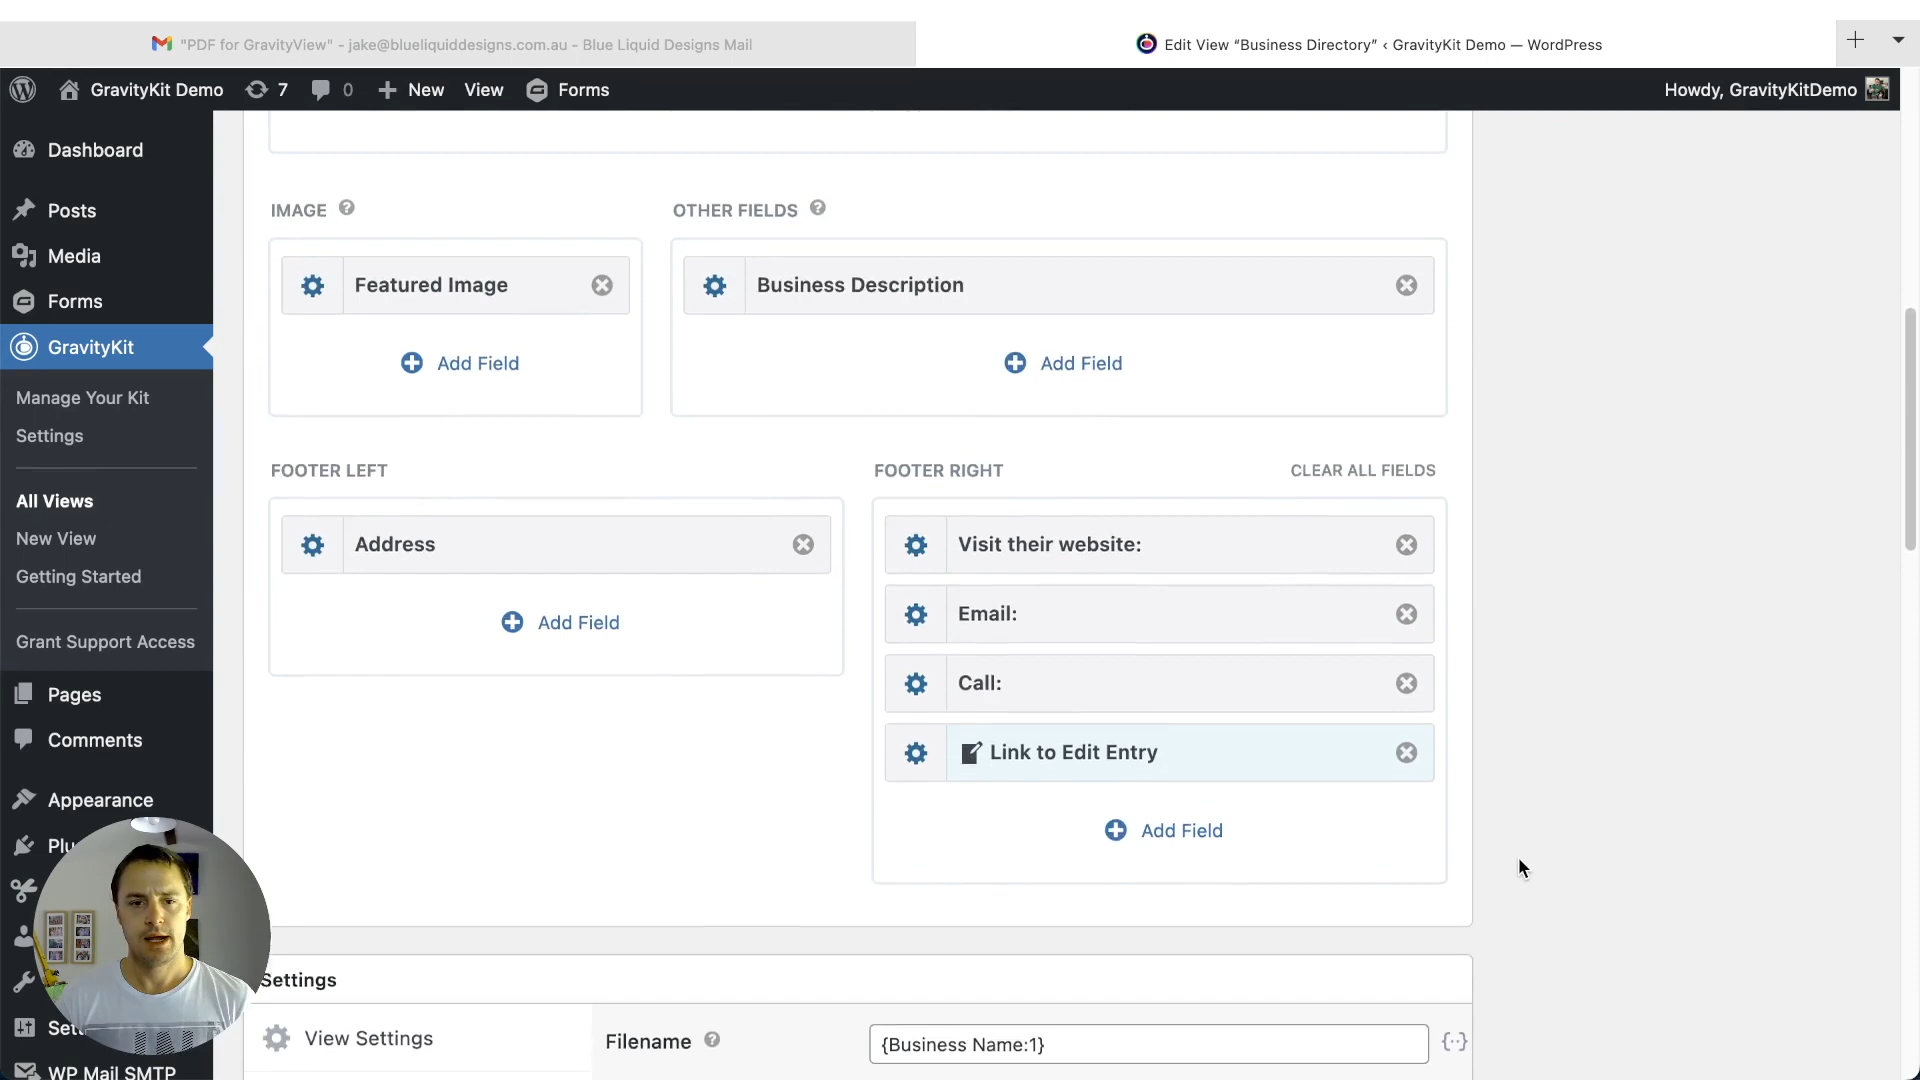 "PDF for GravityView" - jake@blueliquiddesigns.com.au - Blue Liquid Designs Mail
Edit View “Business Directory” ‹ GravityKit Demo — WordPress
GravityKit Demo
7
0
New
View
Forms
Howdy, GravityKitDemo
Dashboard
Posts
Media
Forms
GravityKit
Manage Your Kit
Settings
All Views
New View
Getting Started
Grant Support Access
Pages
Comments
Appearance
WP Mail SMTP
IMAGE
OTHER FIELDS
Featured Image
Business Description
Add Field
Add Field
FOOTER LEFT
FOOTER RIGHT
CLEAR ALL FIELDS
Address
Add Field
Visit their website:
Email:
Call:
Link to Edit Entry
Add Field
Settings
View Settings
Filename
{Business Name:1}